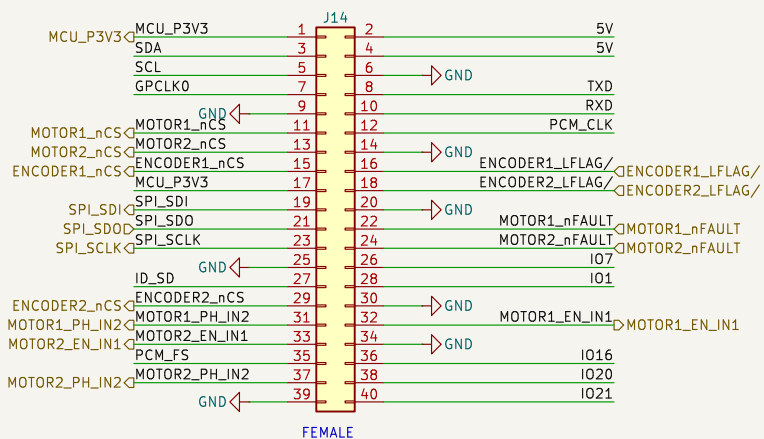 J14
MCU_P3V3 MCU_P3V3 1 2 5V
SDA 3 4 5V
SCL 5 6 GND
GPCLK0 7 8 TXD
GND 9 10 RXD
MOTOR1_nCS MOTOR1_nCS 11 12 PCM_CLK
MOTOR2_nCS MOTOR2_nCS 13 14 GND
ENCODER1_nCS ENCODER1_nCS 15 16 ENCODER1_LFLAG/ ENCODER1_LFLAG/
MCU_P3V3 17 18 ENCODER2_LFLAG/ ENCODER2_LFLAG/
SPI_SDI SPI_SDI 19 20 GND
SPI_SDO SPI_SDO 21 22 MOTOR1_nFAULT MOTOR1_nFAULT
SPI_SCLK SPI_SCLK 23 24 MOTOR2_nFAULT MOTOR2_nFAULT
GND 25 26 IO7
ID_SD 27 28 IO1
ENCODER2_nCS ENCODER2_nCS 29 30 GND
MOTOR1_PH_IN2 MOTOR1_PH_IN2 31 32 MOTOR1_EN_IN1 MOTOR1_EN_IN1
MOTOR2_EN_IN1 MOTOR2_EN_IN1 33 34 GND
PCM_FS 35 36 IO16
MOTOR2_PH_IN2 MOTOR2_PH_IN2 37 38 IO20
GND 39 40 IO21
FEMALE